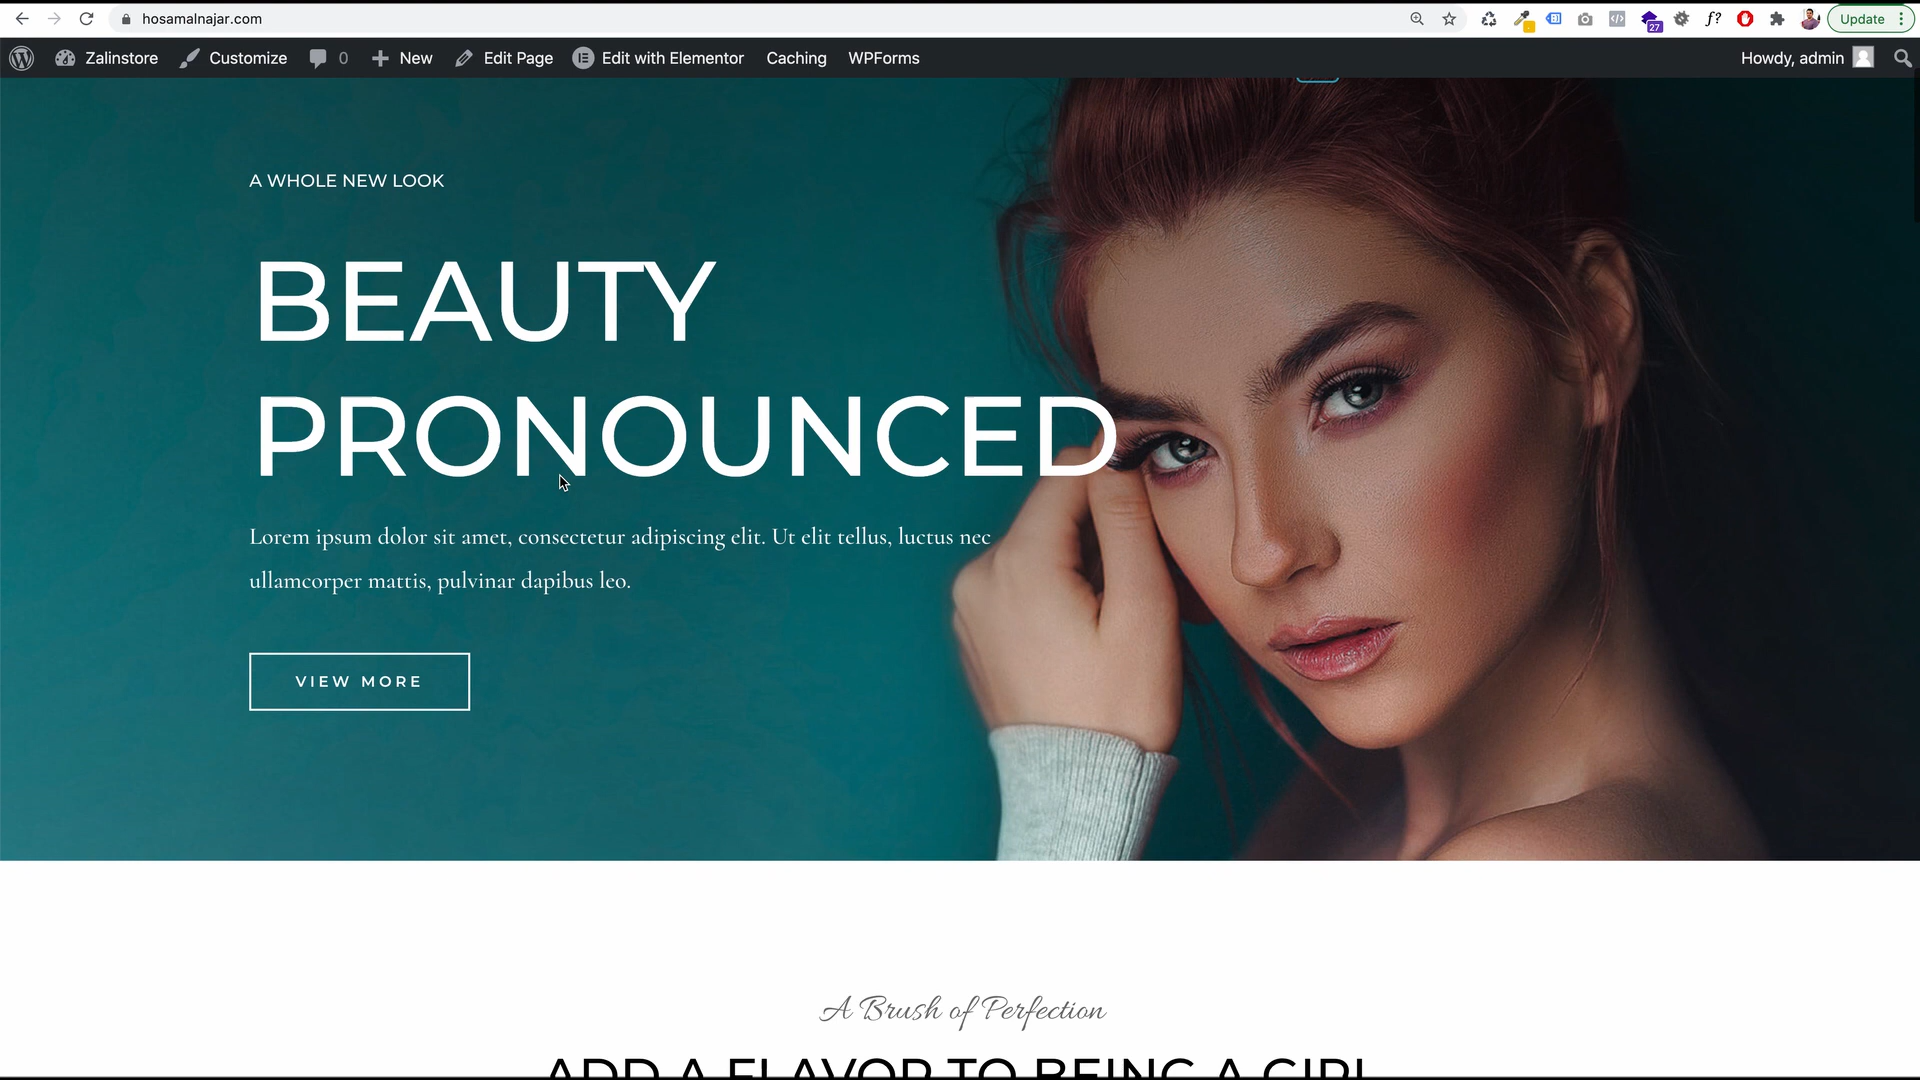 hosamalnajar.com
f?
Update
27
Zalinstore
Customize
0
New
Edit Page
Edit with Elementor
Caching
WPForms
Howdy, admin
A WHOLE NEW LOOK
BEAUTY
PRONOUNCED
Lorem ipsum dolor sit amet, consectetur adipiscing elit. Ut elit tellus, luctus nec
ullamcorper mattis, pulvinar dapibus leo.
VIEW MORE
A Brush of Perfection
ADD A FLAVOR TO BEING A GIRL